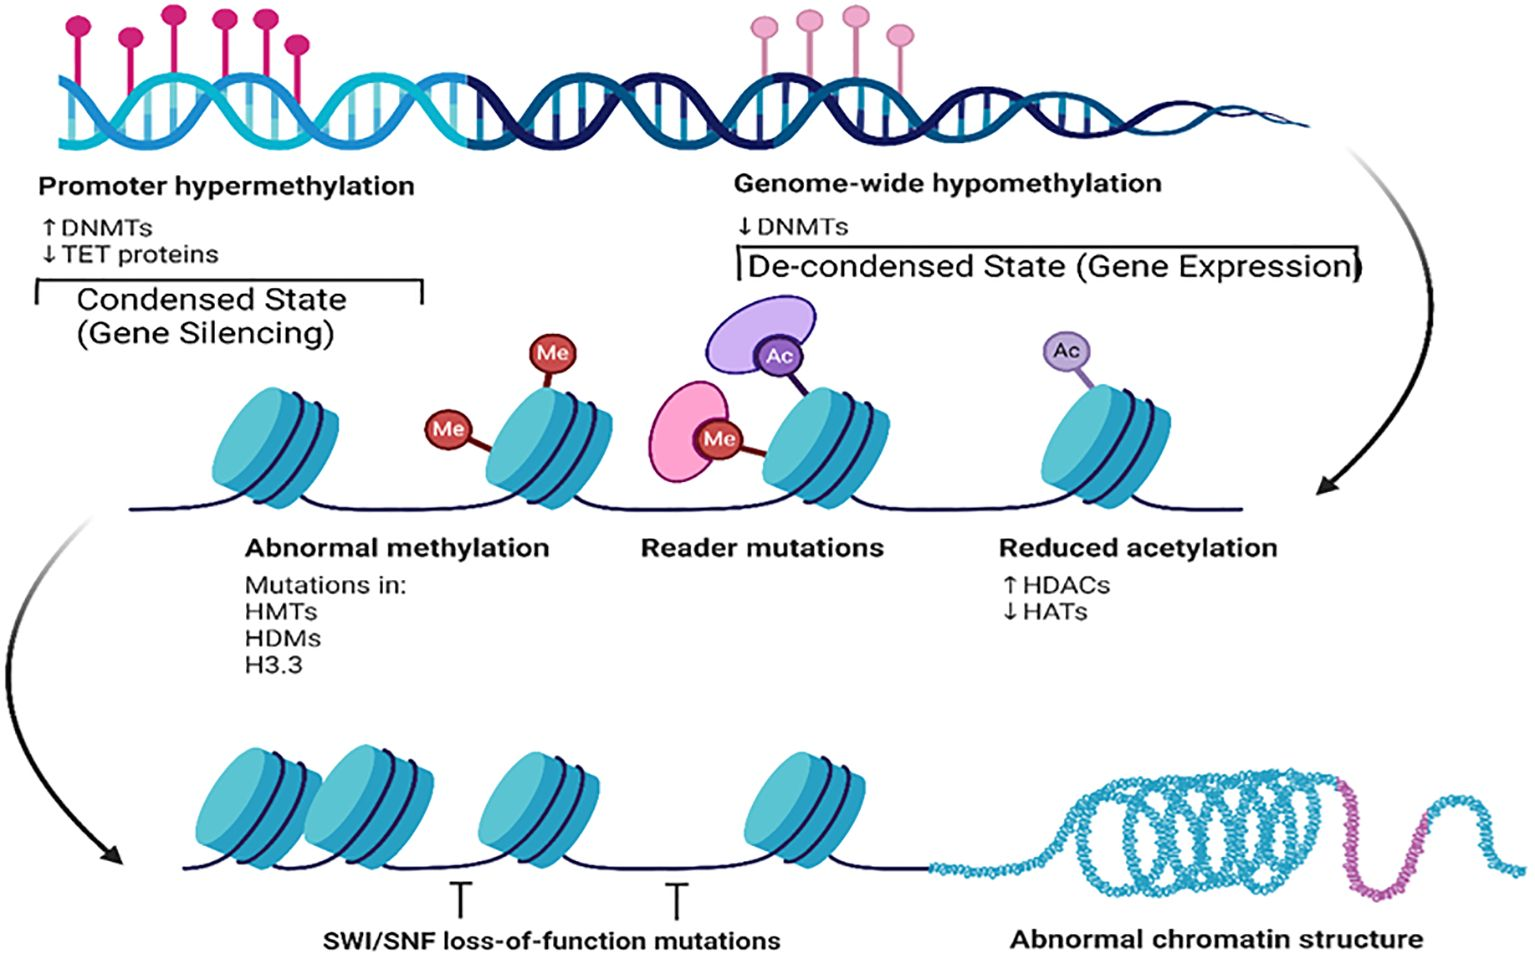 Promoter hypermethylation
↑DNMTs
↓TET proteins
Condensed State
(Gene Silencing)
Genome-wide hypomethylation
↓DNMTs
De-condensed State (Gene Expression)
Me
Me
Ac
Me
Ac
Abnormal methylation
Mutations in:
HMTs
HDMs
H3.3
Reader mutations
Reduced acetylation
↑HDACs
↓HATs
SWI/SNF loss-of-function mutations
Abnormal chromatin structure